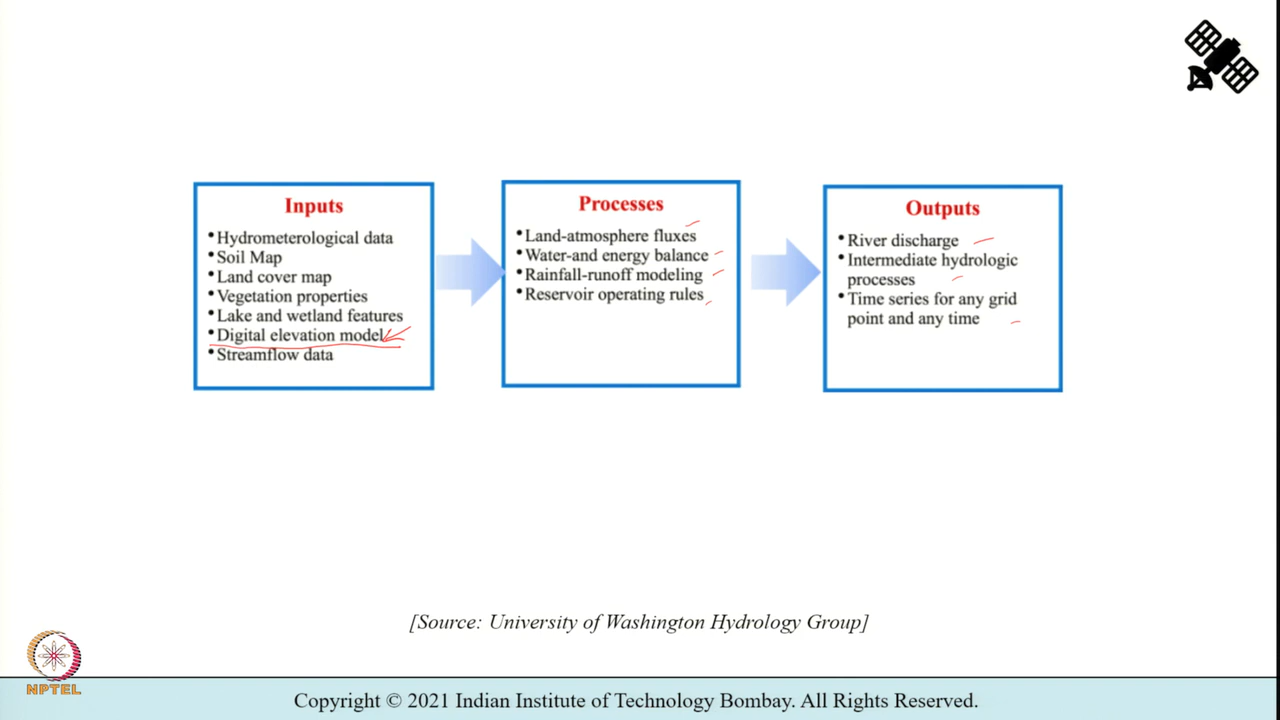 Inputs
• Hydrometerological data
• Soil Map
• Land cover map
• Vegetation properties
• Lake and wetland features
• Digital elevation model
• Streamflow data
Processes
• Land-atmosphere fluxes
• Water-and energy balance
• Rainfall-runoff modeling
• Reservoir operating rules
Outputs
• River discharge
• Intermediate hydrologic
processes
• Time series for any grid
point and any time
[Source: University of Washington Hydrology Group]
NPTEL
Copyright © 2021 Indian Institute of Technology Bombay. All Rights Reserved.